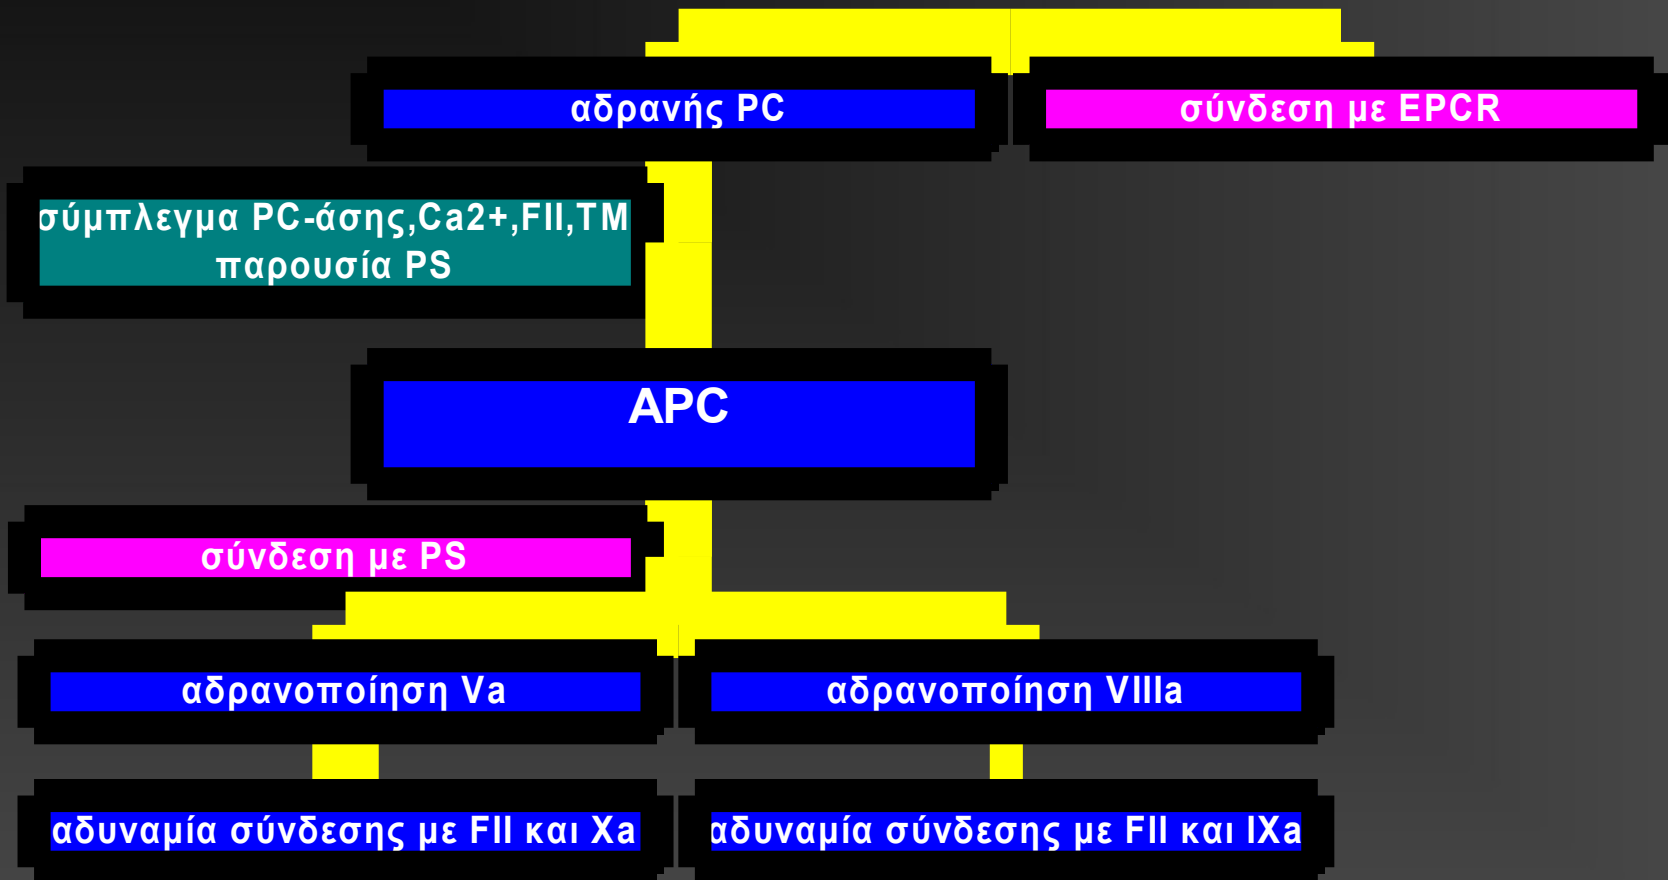 αδρανής PC
σύνδεση με EPCR
σύμπλεγμα PC-άσης,Ca2+,FII,TM
παρουσία PS
APC
σύνδεση με PS
αδρανοποίηση Va
αδρανοποίηση VIIIa
αδυναμία σύνδεσης με FII και Xa
αδυναμία σύνδεσης με FII και IXa